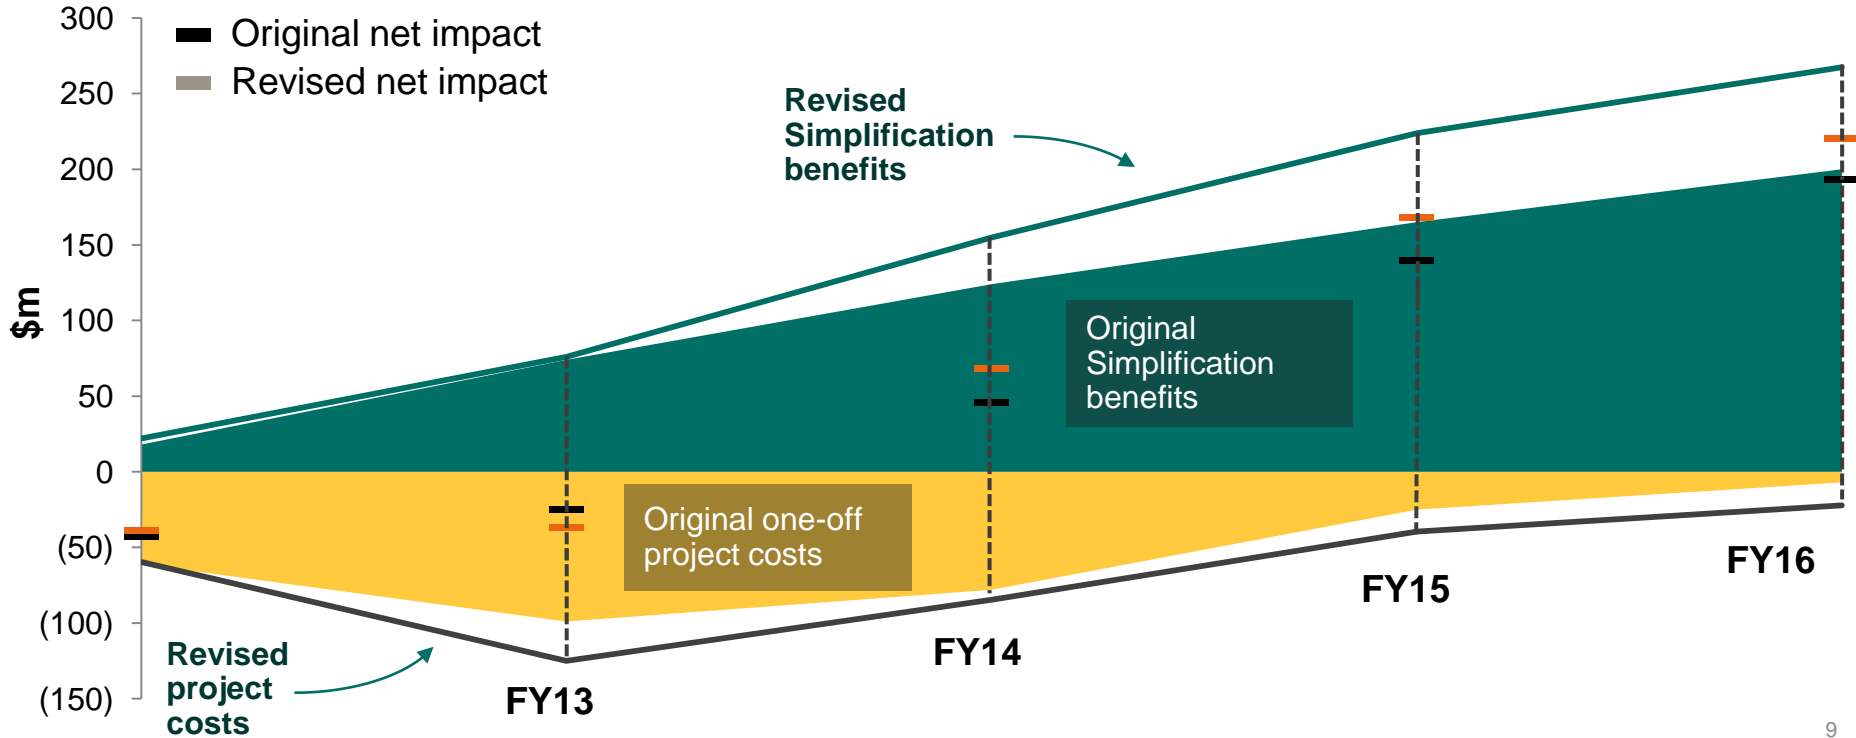 300
250
200
150
100
50
0
(50)
(100)
(150)
$m
Original net impact
Revised net impact
Revised
Simplification
benefits
Original
Simplification
benefits
Original one-off
project costs
Revised
project
costs
FY13
FY14
FY15
FY16
9